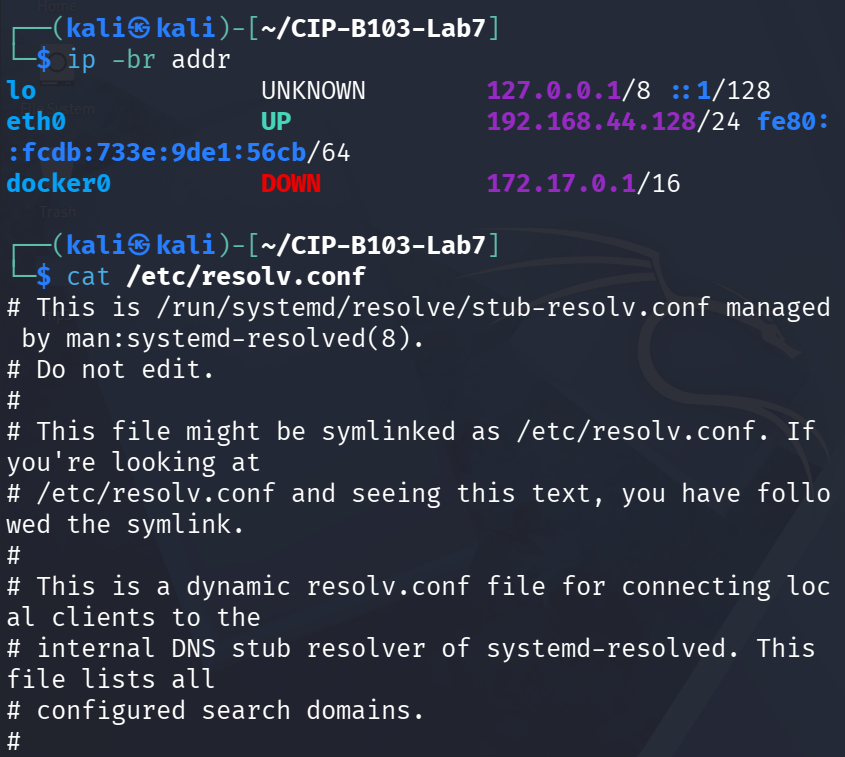 ┌──(kali㉿kali)-[~/CIP-B103-Lab7]
└─$ ip -br addr
lo               UNKNOWN        127.0.0.1/8 ::1/128
eth0             UP             192.168.44.128/24 fe80:
:fcdb:733e:9de1:56cb/64
docker0          DOWN           172.17.0.1/16
Trash
┌──(kali㉿kali)-[~/CIP-B103-Lab7]
└─$ cat /etc/resolv.conf
# This is /run/systemd/resolve/stub-resolv.conf managed
 by man:systemd-resolved(8).
# Do not edit.
#
# This file might be symlinked as /etc/resolv.conf. If
you're looking at
# /etc/resolv.conf and seeing this text, you have follo
wed the symlink.
#
# This is a dynamic resolv.conf file for connecting loc
al clients to the
# internal DNS stub resolver of systemd-resolved. This
file lists all
# configured search domains.
#